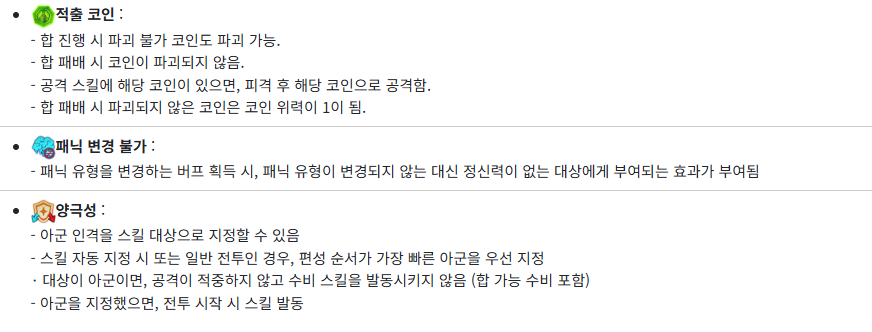 적출 코인 :
- 합 진행 시 파괴 불가 코인도 파괴 가능.
- 합 패배 시 코인이 파괴되지 않음.
- 공격 스킬에 해당 코인이 있으면, 피격 후 해당 코인으로 공격함.
- 합 패배 시 파괴되지 않은 코인은 코인 위력이 1이 됨.
패닉 변경 불가 :
- 패닉 유형을 변경하는 버프 획득 시, 패닉 유형이 변경되지 않는 대신 정신력이 없는 대상에게 부여되는 효과가 부여됨
양극성 :
- 아군 인격을 스킬 대상으로 지정할 수 있음
- 스킬 자동 지정 시 또는 일반 전투인 경우, 편성 순서가 가장 빠른 아군을 우선 지정
· 대상이 아군이면, 공격이 적중하지 않고 수비 스킬을 발동시키지 않음 (합 가능 수비 포함)
- 아군을 지정했으면, 전투 시작 시 스킬 발동